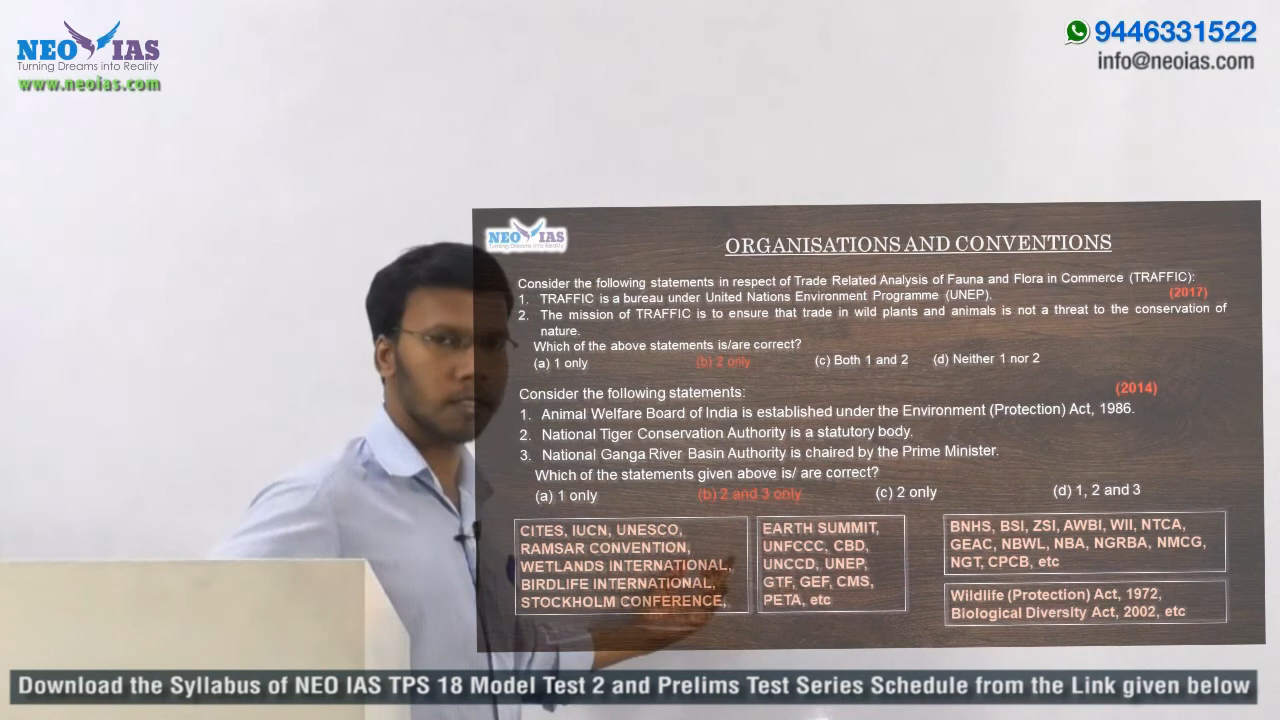 NEO IAS
Turning Dreams into Reality
www.neoias.com
9446331522
info@neoias.com
NEO IAS
Turning Dreams into Reality
ORGANISATIONS AND CONVENTIONS
Consider the following statements in respect of Trade Related Analysis of Fauna and Flora in Commerce (TRAFFIC):
1. TRAFFIC is a bureau under United Nations Environment Programme (UNEP). (2017)
2. The mission of TRAFFIC is to ensure that trade in wild plants and animals is not a threat to the conservation of
nature.
Which of the above statements is/are correct?
(a) 1 only (b) 2 only (c) Both 1 and 2 (d) Neither 1 nor 2
Consider the following statements: (2014)
1. Animal Welfare Board of India is established under the Environment (Protection) Act, 1986.
2. National Tiger Conservation Authority is a statutory body.
3. National Ganga River Basin Authority is chaired by the Prime Minister.
Which of the statements given above is/ are correct?
(a) 1 only (b) 2 and 3 only (c) 2 only (d) 1, 2 and 3
CITES, IUCN, UNESCO,
RAMSAR CONVENTION,
WETLANDS INTERNATIONAL,
BIRDLIFE INTERNATIONAL,
STOCKHOLM CONFERENCE,
EARTH SUMMIT,
UNFCCC, CBD,
UNCCD, UNEP,
GTF, GEF, CMS,
PETA, etc
BNHS, BSI, ZSI, AWBI, WII, NTCA,
GEAC, NBWL, NBA, NGRBA, NMCG,
NGT, CPCB, etc
Wildlife (Protection) Act, 1972,
Biological Diversity Act, 2002, etc
Download the Syllabus of NEO IAS TPS 18 Model Test 2 and Prelims Test Series Schedule from the Link given below